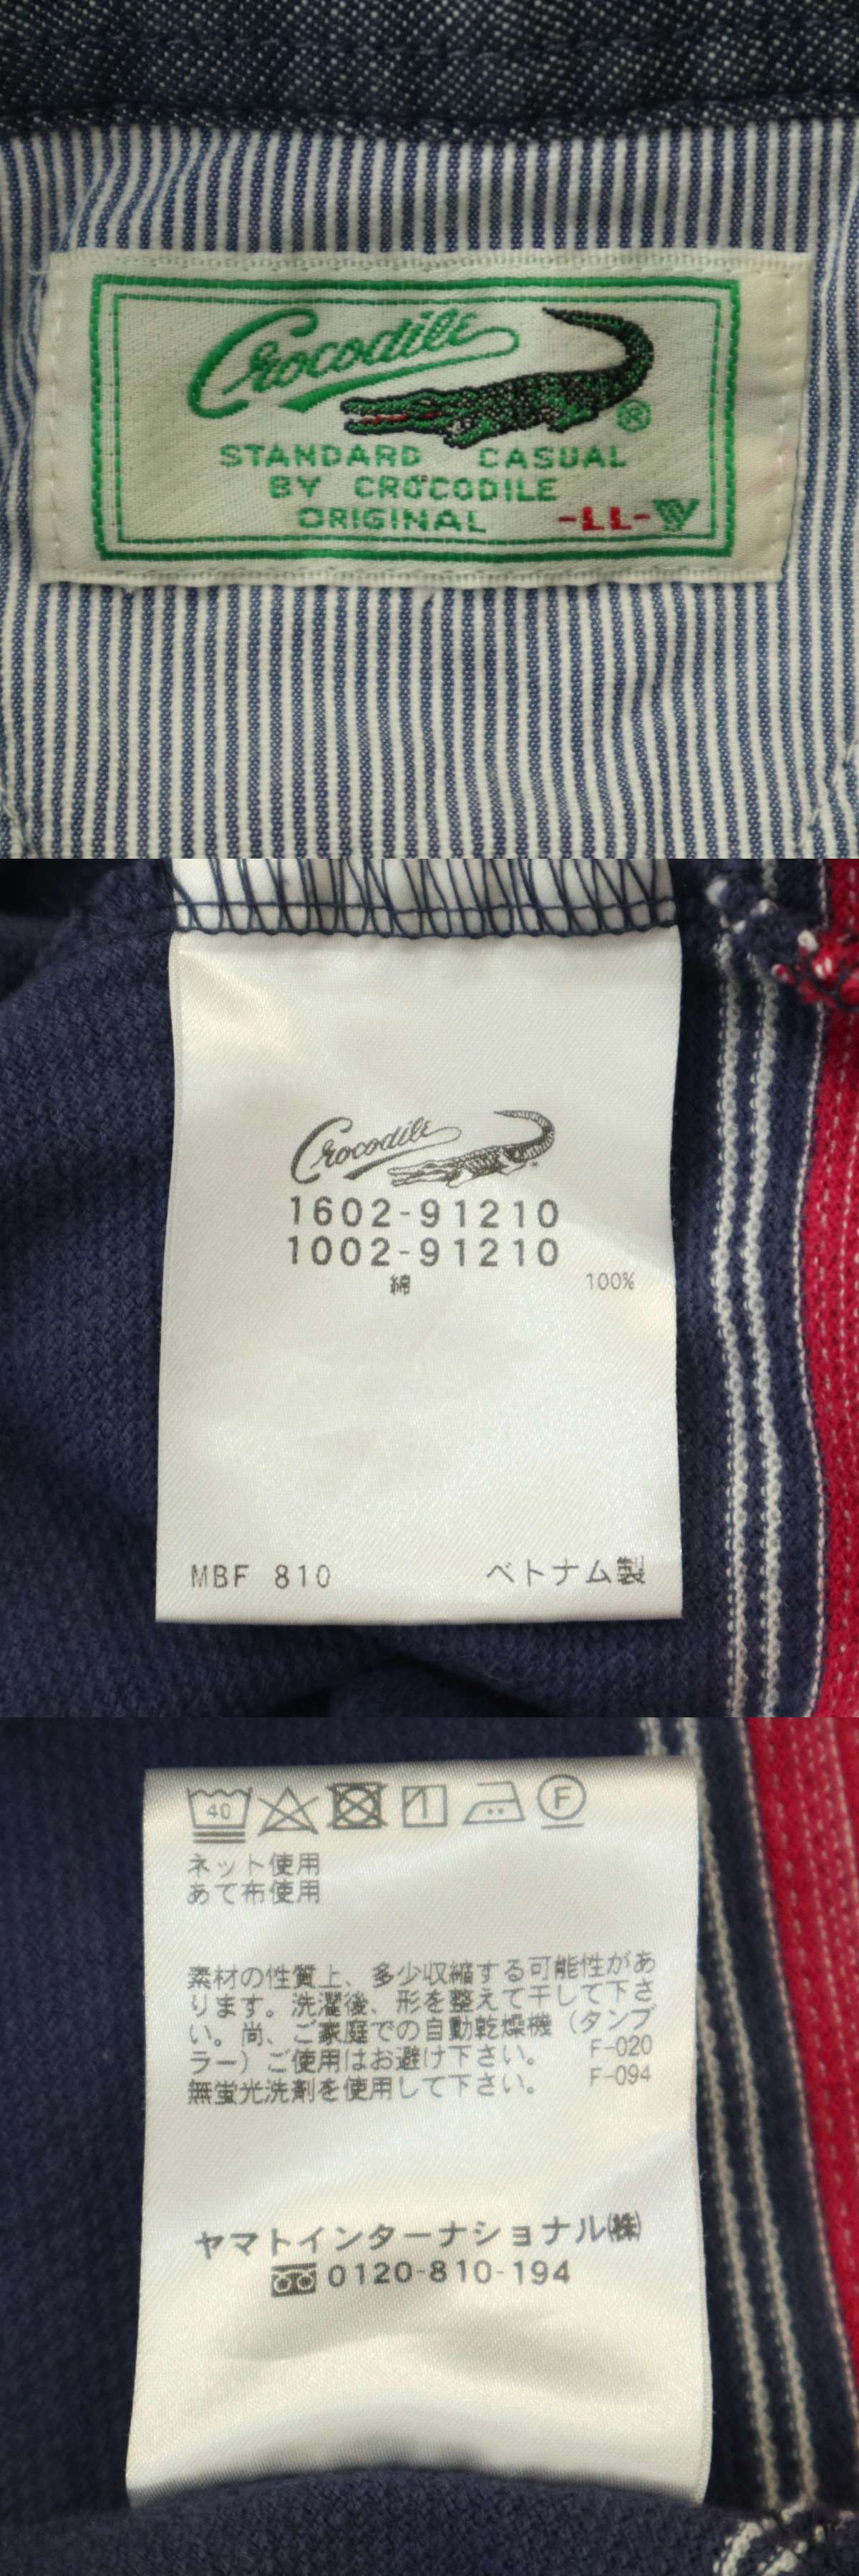 Crocodile
®
STANDARD CASUAL
BY CROCODILE
ORIGINAL -LL-
Crocodile
1602-91210
1002-91210
綿 100%
MBF 810 ベトナム製
40 F
ネット使用
あて布使用
素材の性質上、多少収縮する可能性があ
ります。洗濯後、形を整えて干して下さ
い。尚、ご家庭での自動乾燥機（タンブ
ラー）ご使用はお避け下さい。 F-020
無蛍光洗剤を使用して下さい。 F-094
ヤマトインターナショナル㈱
0120-810-194